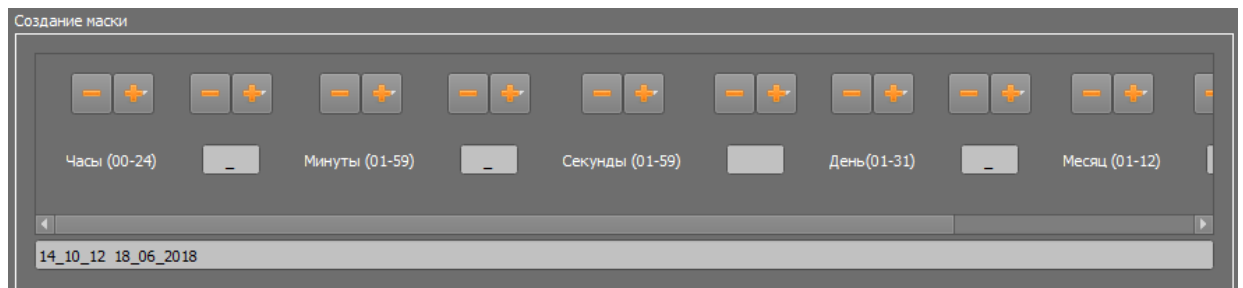 Создание маски
Часы (00-24) _ Минуты (01-59) _ Секунды (01-59) День(01-31) _ Месяц (01-12)
14_10_12 18_06_2018